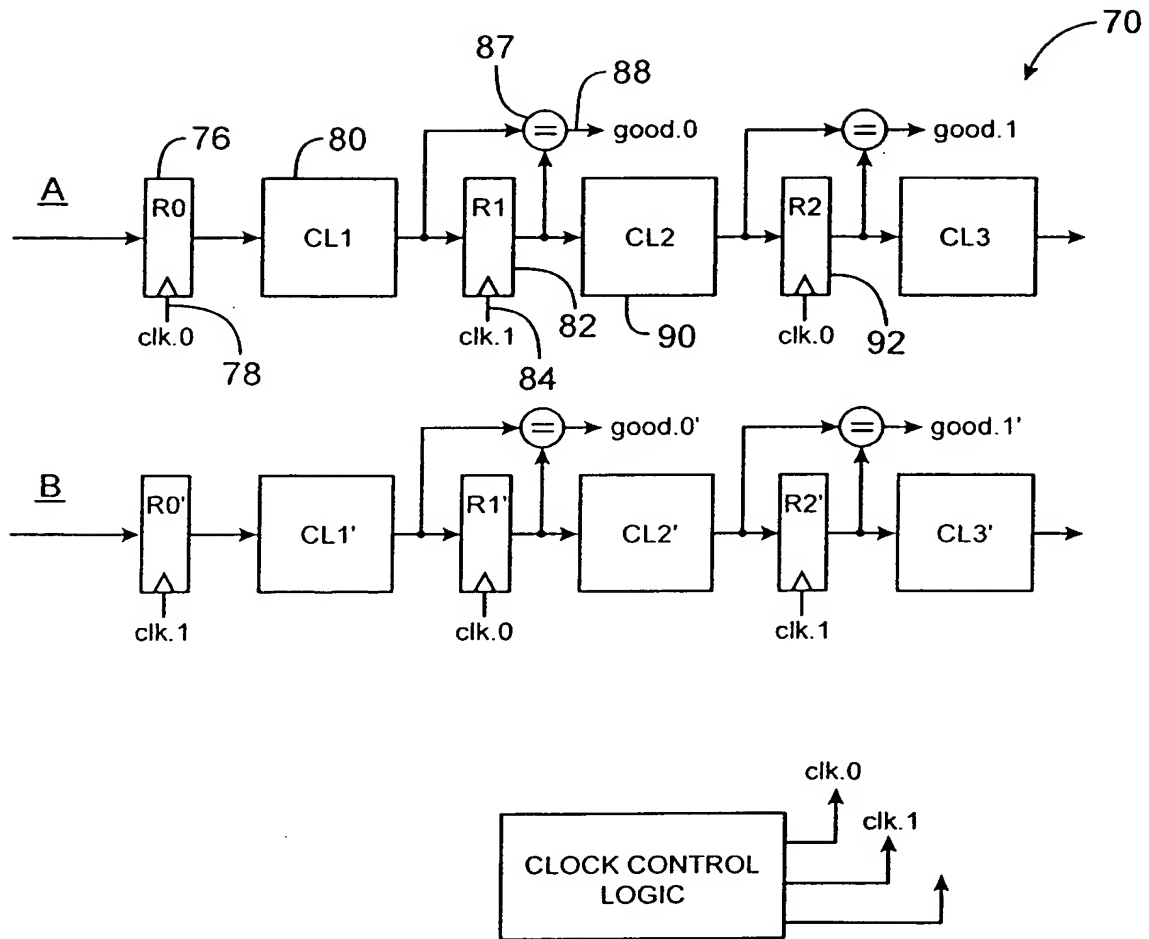 70
87
88
good.0
good.1
76
80
A
R0
CL1
R1
CL2
R2
CL3
clk.0
78
clk.1
84
82
90
clk.0
92
good.0'
good.1'
B
R0'
CL1'
R1'
CL2'
R2'
CL3'
clk.1
clk.0
clk.1
clk.0
clk.1
CLOCK CONTROL
LOGIC